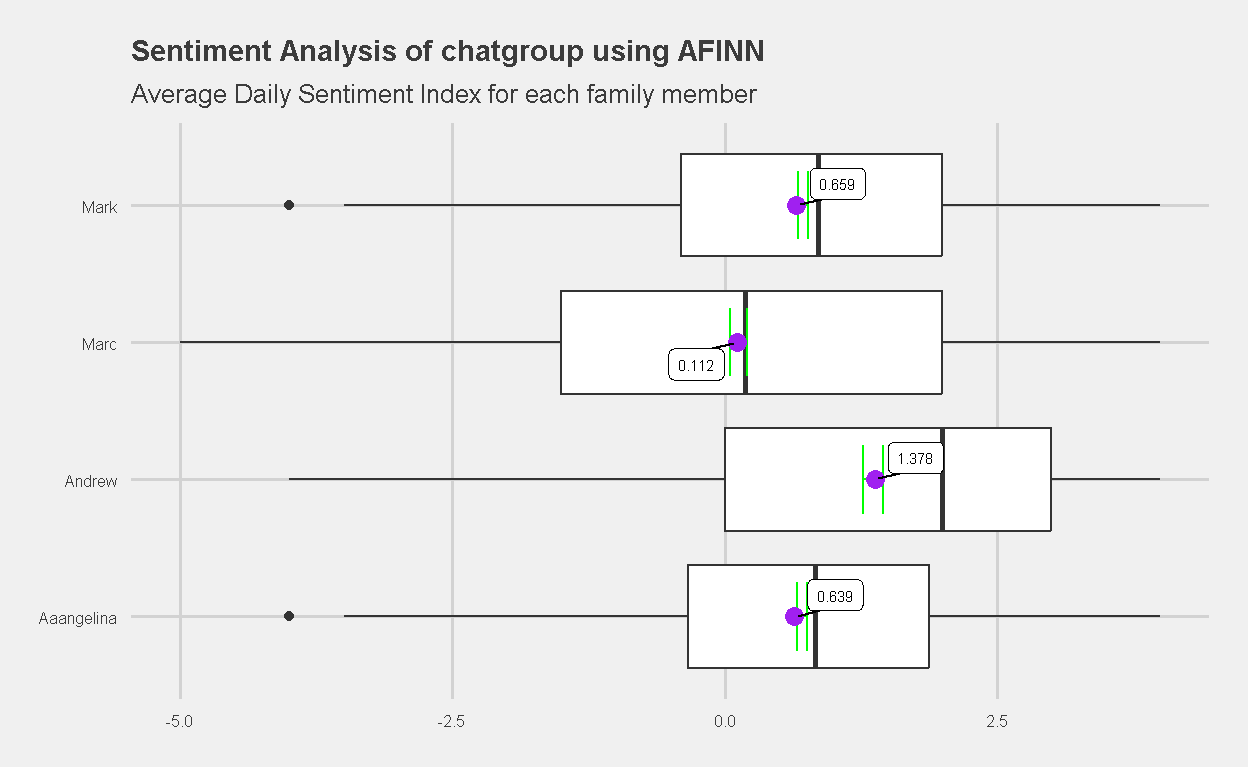 Sentiment Analysis of chatgroup using AFINN
Average Daily Sentiment Index for each family member
Mark
0.659
Marc
0.112
Andrew
1.378
Aaangelina
0.639
-5.0
-2.5
0.0
2.5